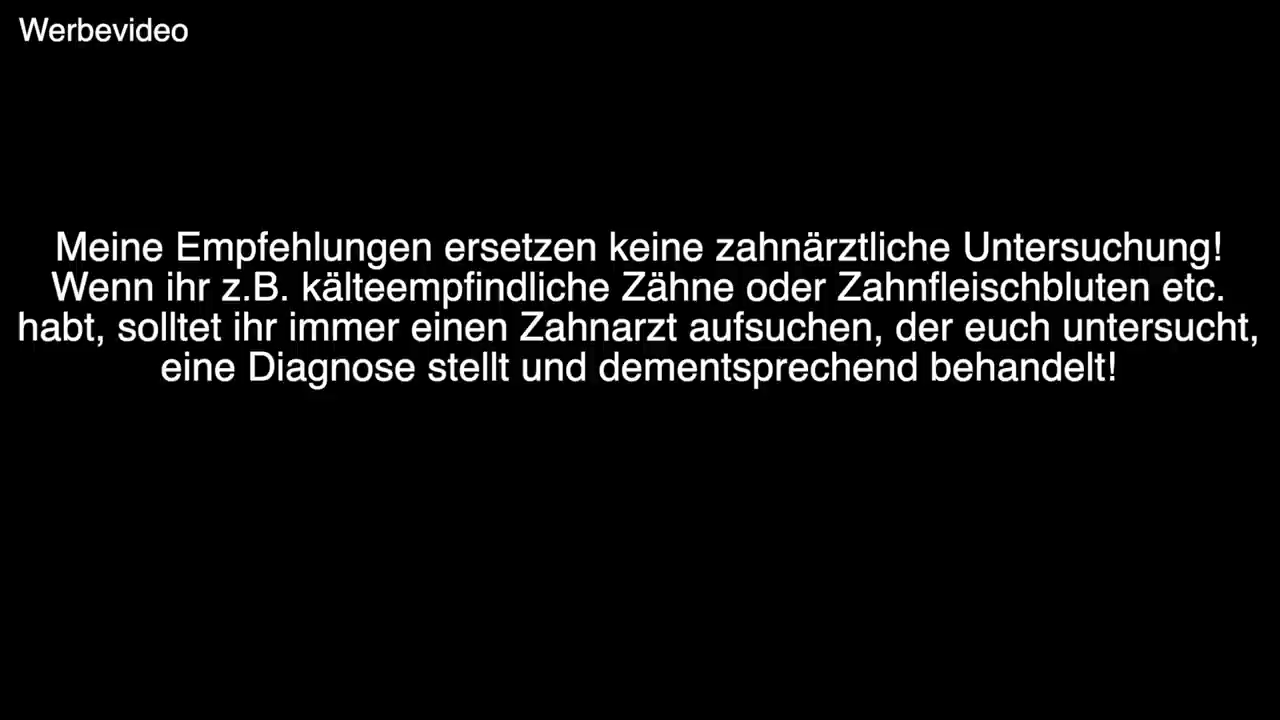 Werbevideo
Meine Empfehlungen ersetzen keine zahnärztliche Untersuchung!
Wenn ihr z.B. kälteempfindliche Zähne oder Zahnfleischbluten etc.
habt, solltet ihr immer einen Zahnarzt aufsuchen, der euch untersucht,
eine Diagnose stellt und dementsprechend behandelt!